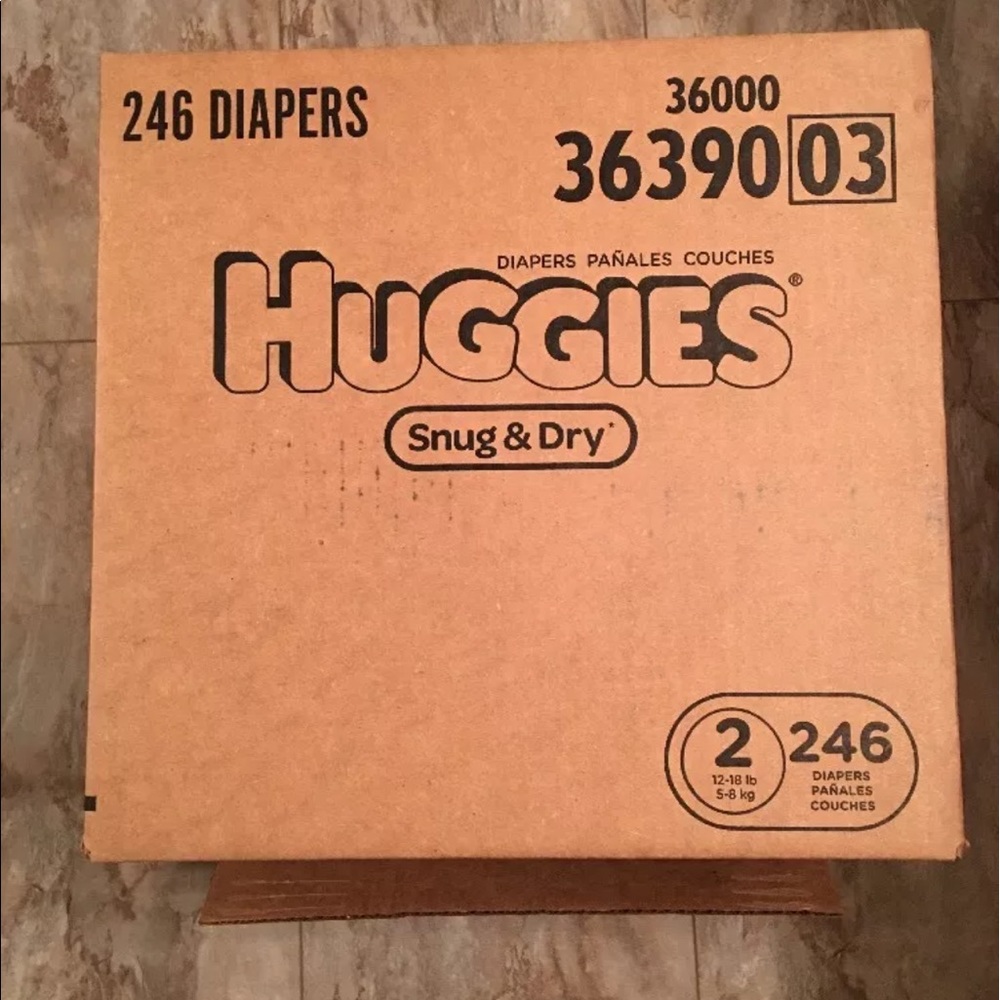 246 DIAPERS
36000
36390 03
DIAPERS PAÑALES COUCHES
HUGGIES®
Snug & Dry*
2
12-18 lb
5-8 kg
246
DIAPERS
PAÑALES
COUCHES